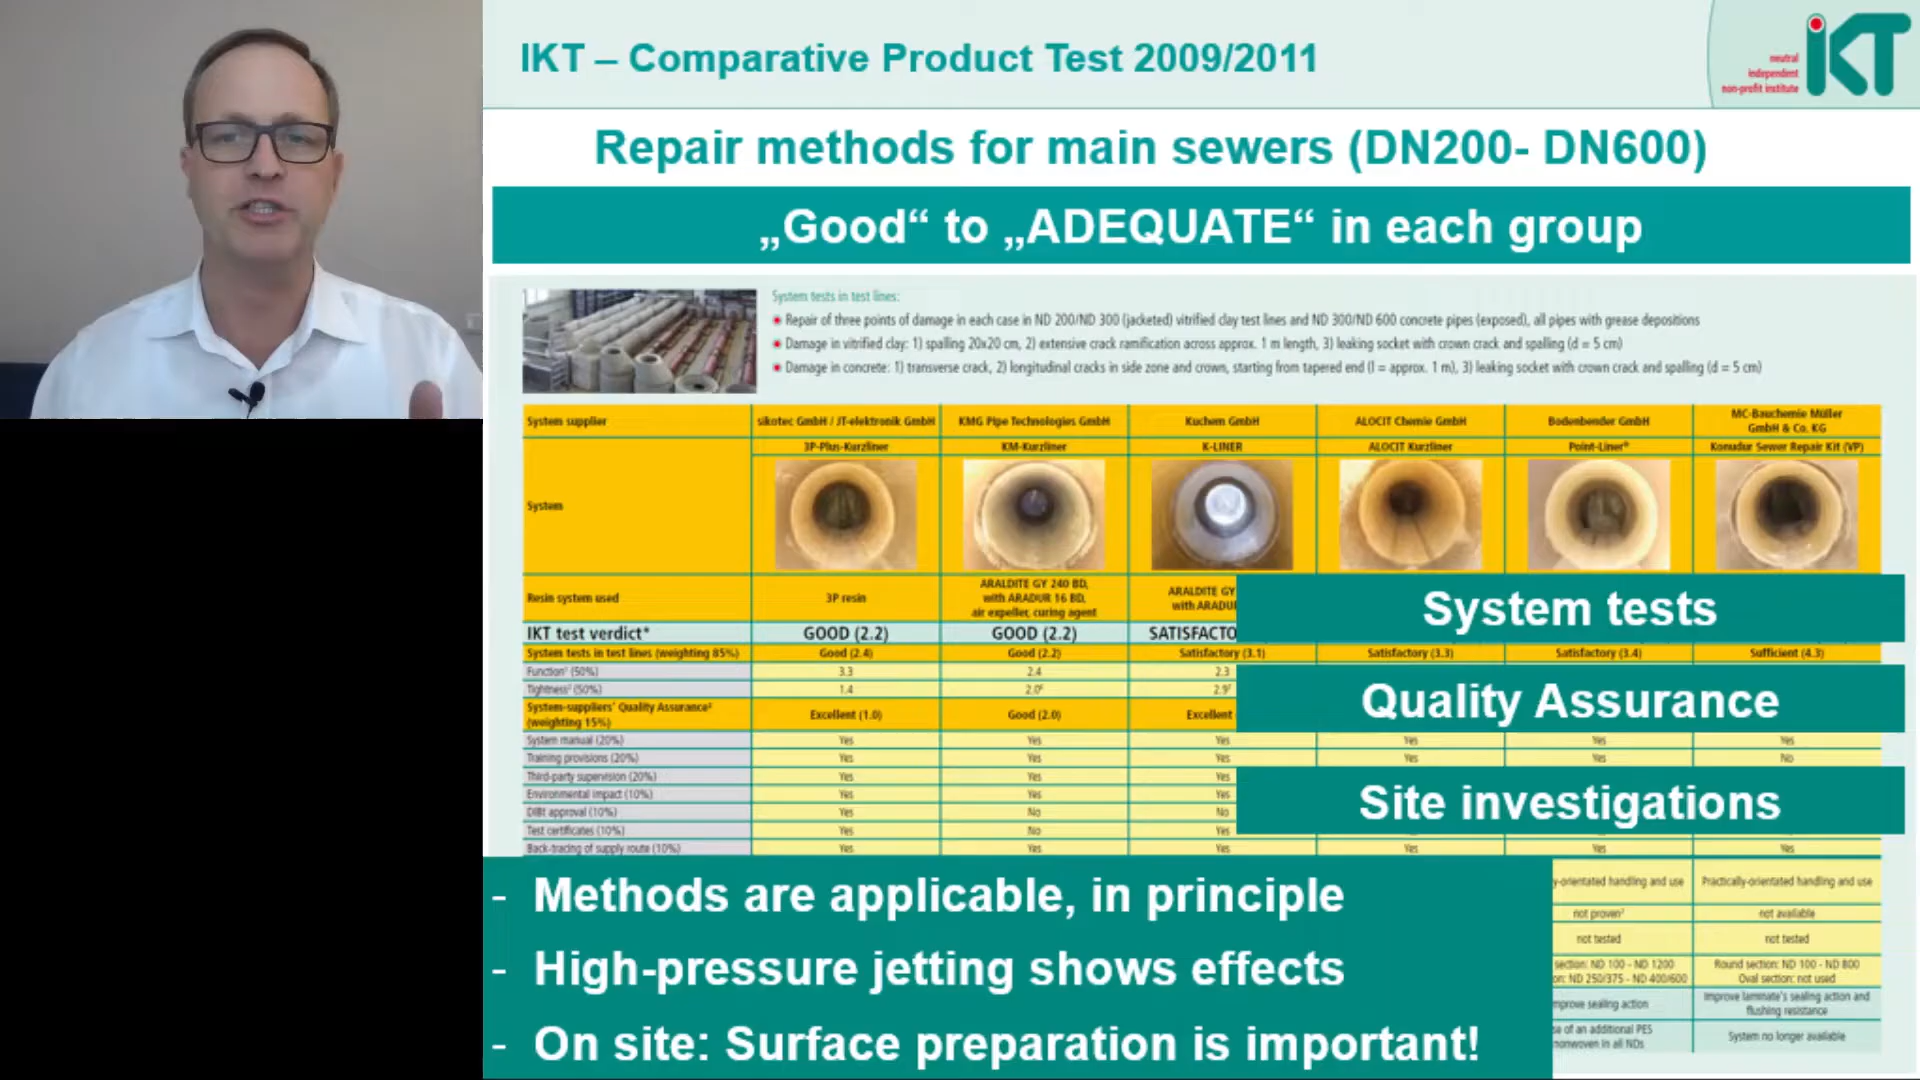 IKT – Comparative Product Test 2009/2011
neutral
independent
non-profit institute
iKT
Repair methods for main sewers (DN200- DN600)
„Good“ to „ADEQUATE“ in each group
System tests in test lines:
Repair of three points of damage in each case in ND 200/ND 300 (jacketed) vitrified clay test lines and ND 300/ND 600 concrete pipes (exposed), all pipes with grease depositions
Damage in vitrified clay: 1) spalling 20x20 cm, 2) extensive crack ramification across approx. 1 m length, 3) leaking socket with crown crack and spalling (d = 5 cm)
Damage in concrete: 1) transverse crack, 2) longitudinal cracks in side zone and crown, starting from tapered end (l = approx. 1 m), 3) leaking socket with crown crack and spalling (d = 5 cm)
System supplier sikotec GmbH / JT-elektronik GmbH KMG Pipe Technologies GmbH Kuchem GmbH ALOCIT Chemie GmbH Bodenbender GmbH MC-Bauchemie Müller GmbH & Co. KG
System 3P-Plus-Kurzliner KM-Kurzliner K-LINER ALOCIT Kurzliner Point-Liner® Konudur Sewer Repair Kit (VP)
Resin system used 3P resin ARALDITE GY 240 BD, with ARADUR 16 BD, air expeller, curing agent ARALDITE GY with ARADU
System tests
IKT test verdict* GOOD (2.2) GOOD (2.2) SATISFACTO
System tests in test lines (weighting 85%) Good (2.4) Good (2.2) Satisfactory (3.1) Satisfactory (3.3) Satisfactory (3.4) Sufficient (4.3)
Function¹ (50%) 3.3 2.4 2.3
Tightness² (50%) 1.4 2.0 2.9
Quality Assurance
System-suppliers' Quality Assurance³ (weighting 15%) Excellent (1.0) Good (2.0) Excellent
System manual (20%) Yes Yes Yes Yes Yes Yes
Training provisions (20%) Yes Yes Yes Yes Yes No
Third-party supervision (20%) Yes Yes Yes
Environmental impact (10%) Yes Yes Yes
Site investigations
DIBt approval (10%) Yes No No
Test certificates (10%) Yes No Yes
Back-tracing of supply route (10%) Yes Yes Yes Yes Yes Yes
- Methods are applicable, in principle
y-orientated handling and use Practically-orientated handling and use
not proven² not available
not tested not tested
- High-pressure jetting shows effects
section: ND 100 - ND 1200 Round section: ND 100 - ND 800
on: ND 250/375 - ND 400/600 Oval section: not used
mprove sealing action Improve laminate's sealing action and flushing resistance
- On site: Surface preparation is important!
se of an additional PES nonwoven in all NDs System no longer available